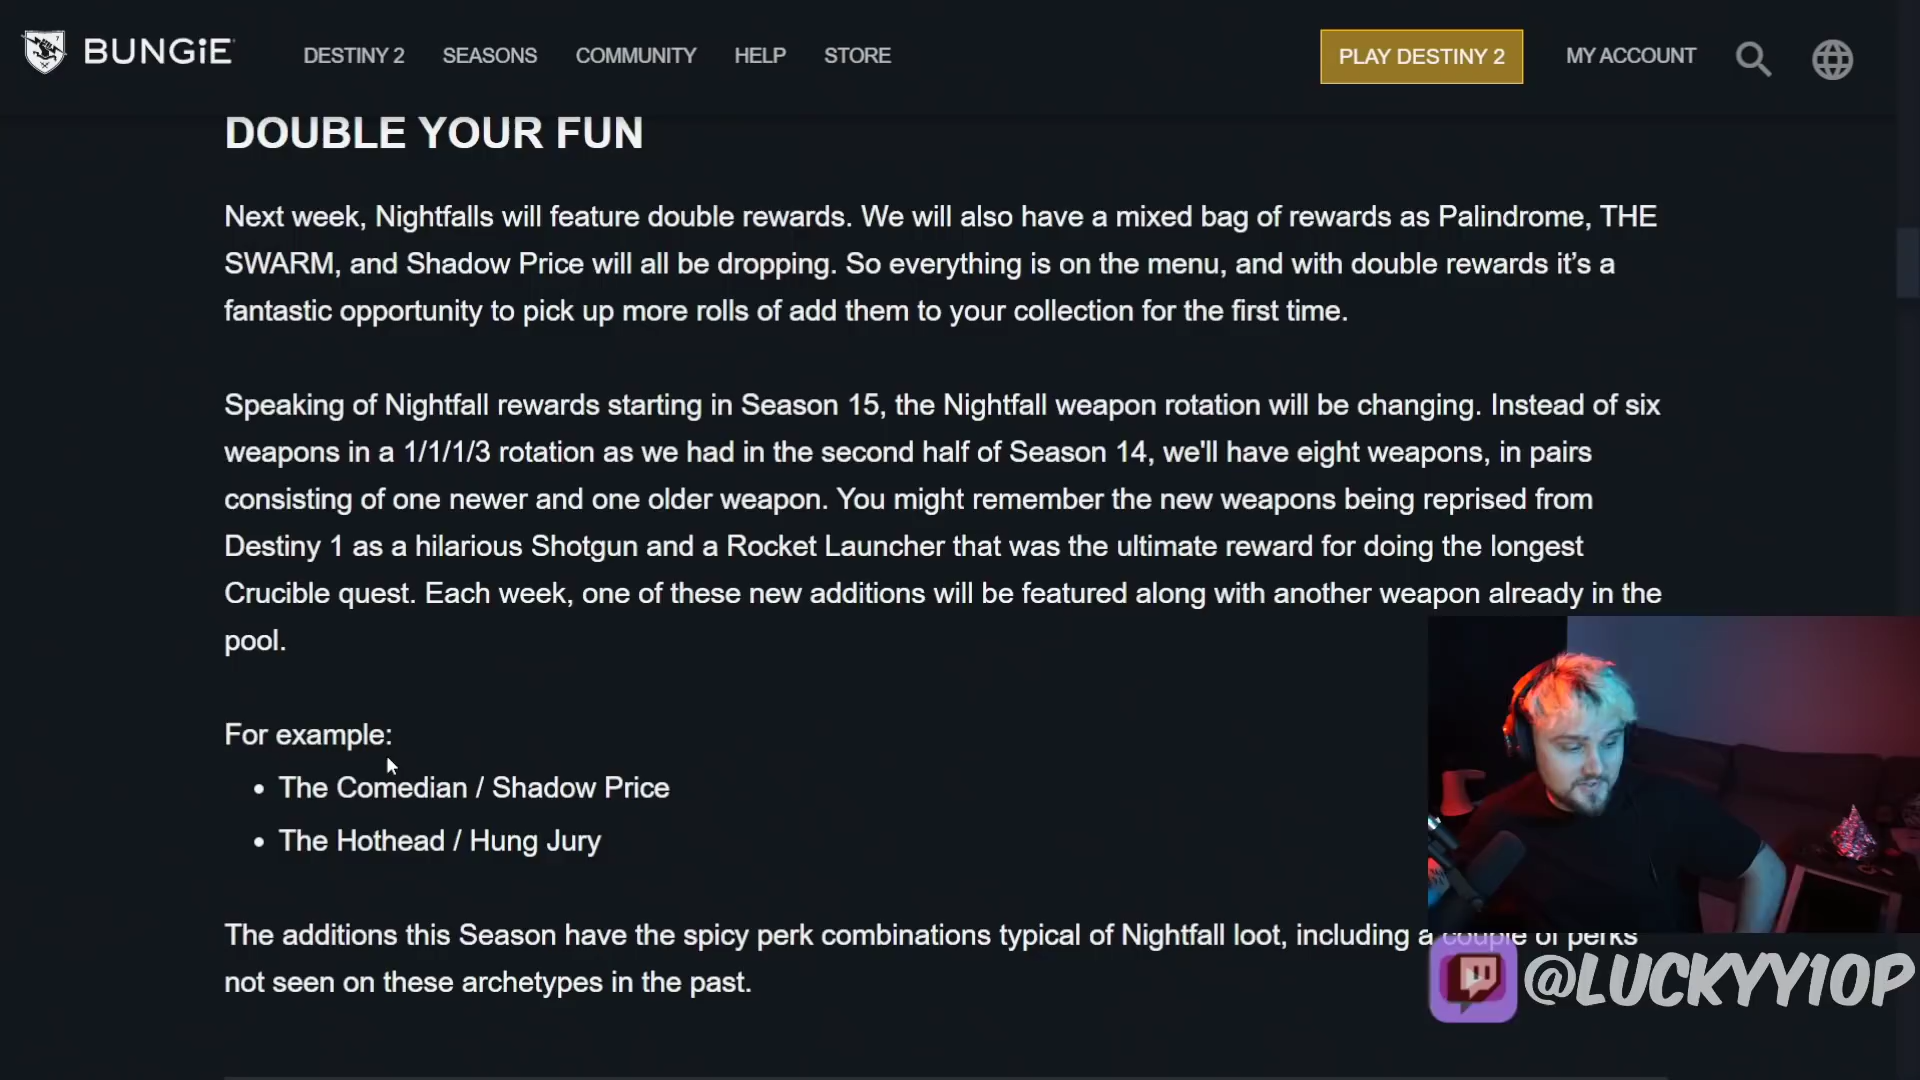 BUNGiE
DESTINY 2 SEASONS COMMUNITY HELP STORE PLAY DESTINY 2 MY ACCOUNT
DOUBLE YOUR FUN
Next week, Nightfalls will feature double rewards. We will also have a mixed bag of rewards as Palindrome, THE
SWARM, and Shadow Price will all be dropping. So everything is on the menu, and with double rewards it’s a
fantastic opportunity to pick up more rolls of add them to your collection for the first time.
Speaking of Nightfall rewards starting in Season 15, the Nightfall weapon rotation will be changing. Instead of six
weapons in a 1/1/1/3 rotation as we had in the second half of Season 14, we'll have eight weapons, in pairs
consisting of one newer and one older weapon. You might remember the new weapons being reprised from
Destiny 1 as a hilarious Shotgun and a Rocket Launcher that was the ultimate reward for doing the longest
Crucible quest. Each week, one of these new additions will be featured along with another weapon already in the
pool.
For example:
• The Comedian / Shadow Price
• The Hothead / Hung Jury
The additions this Season have the spicy perk combinations typical of Nightfall loot, including a couple of perks
not seen on these archetypes in the past.
@LUCKYY10P